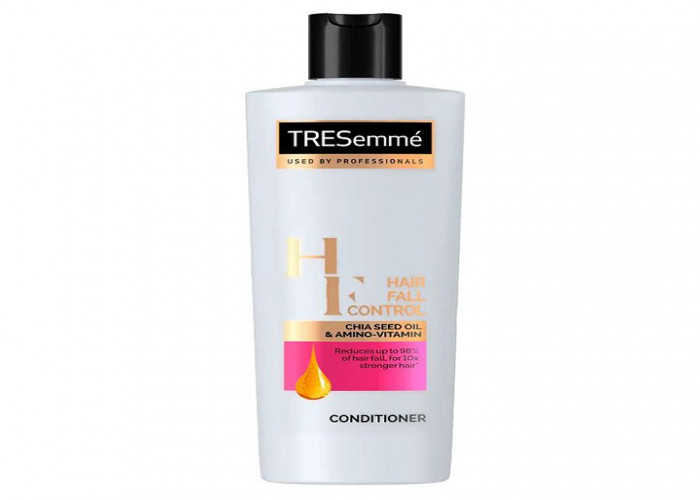 TRESemmé
USED BY PROFESSIONALS
H
F
HAIR
FALL
CONTROL
CHIA SEED OIL
& AMINO-VITAMIN
Reduces up to 98%
of hair fall, for 10x
stronger hair*
CONDITIONER